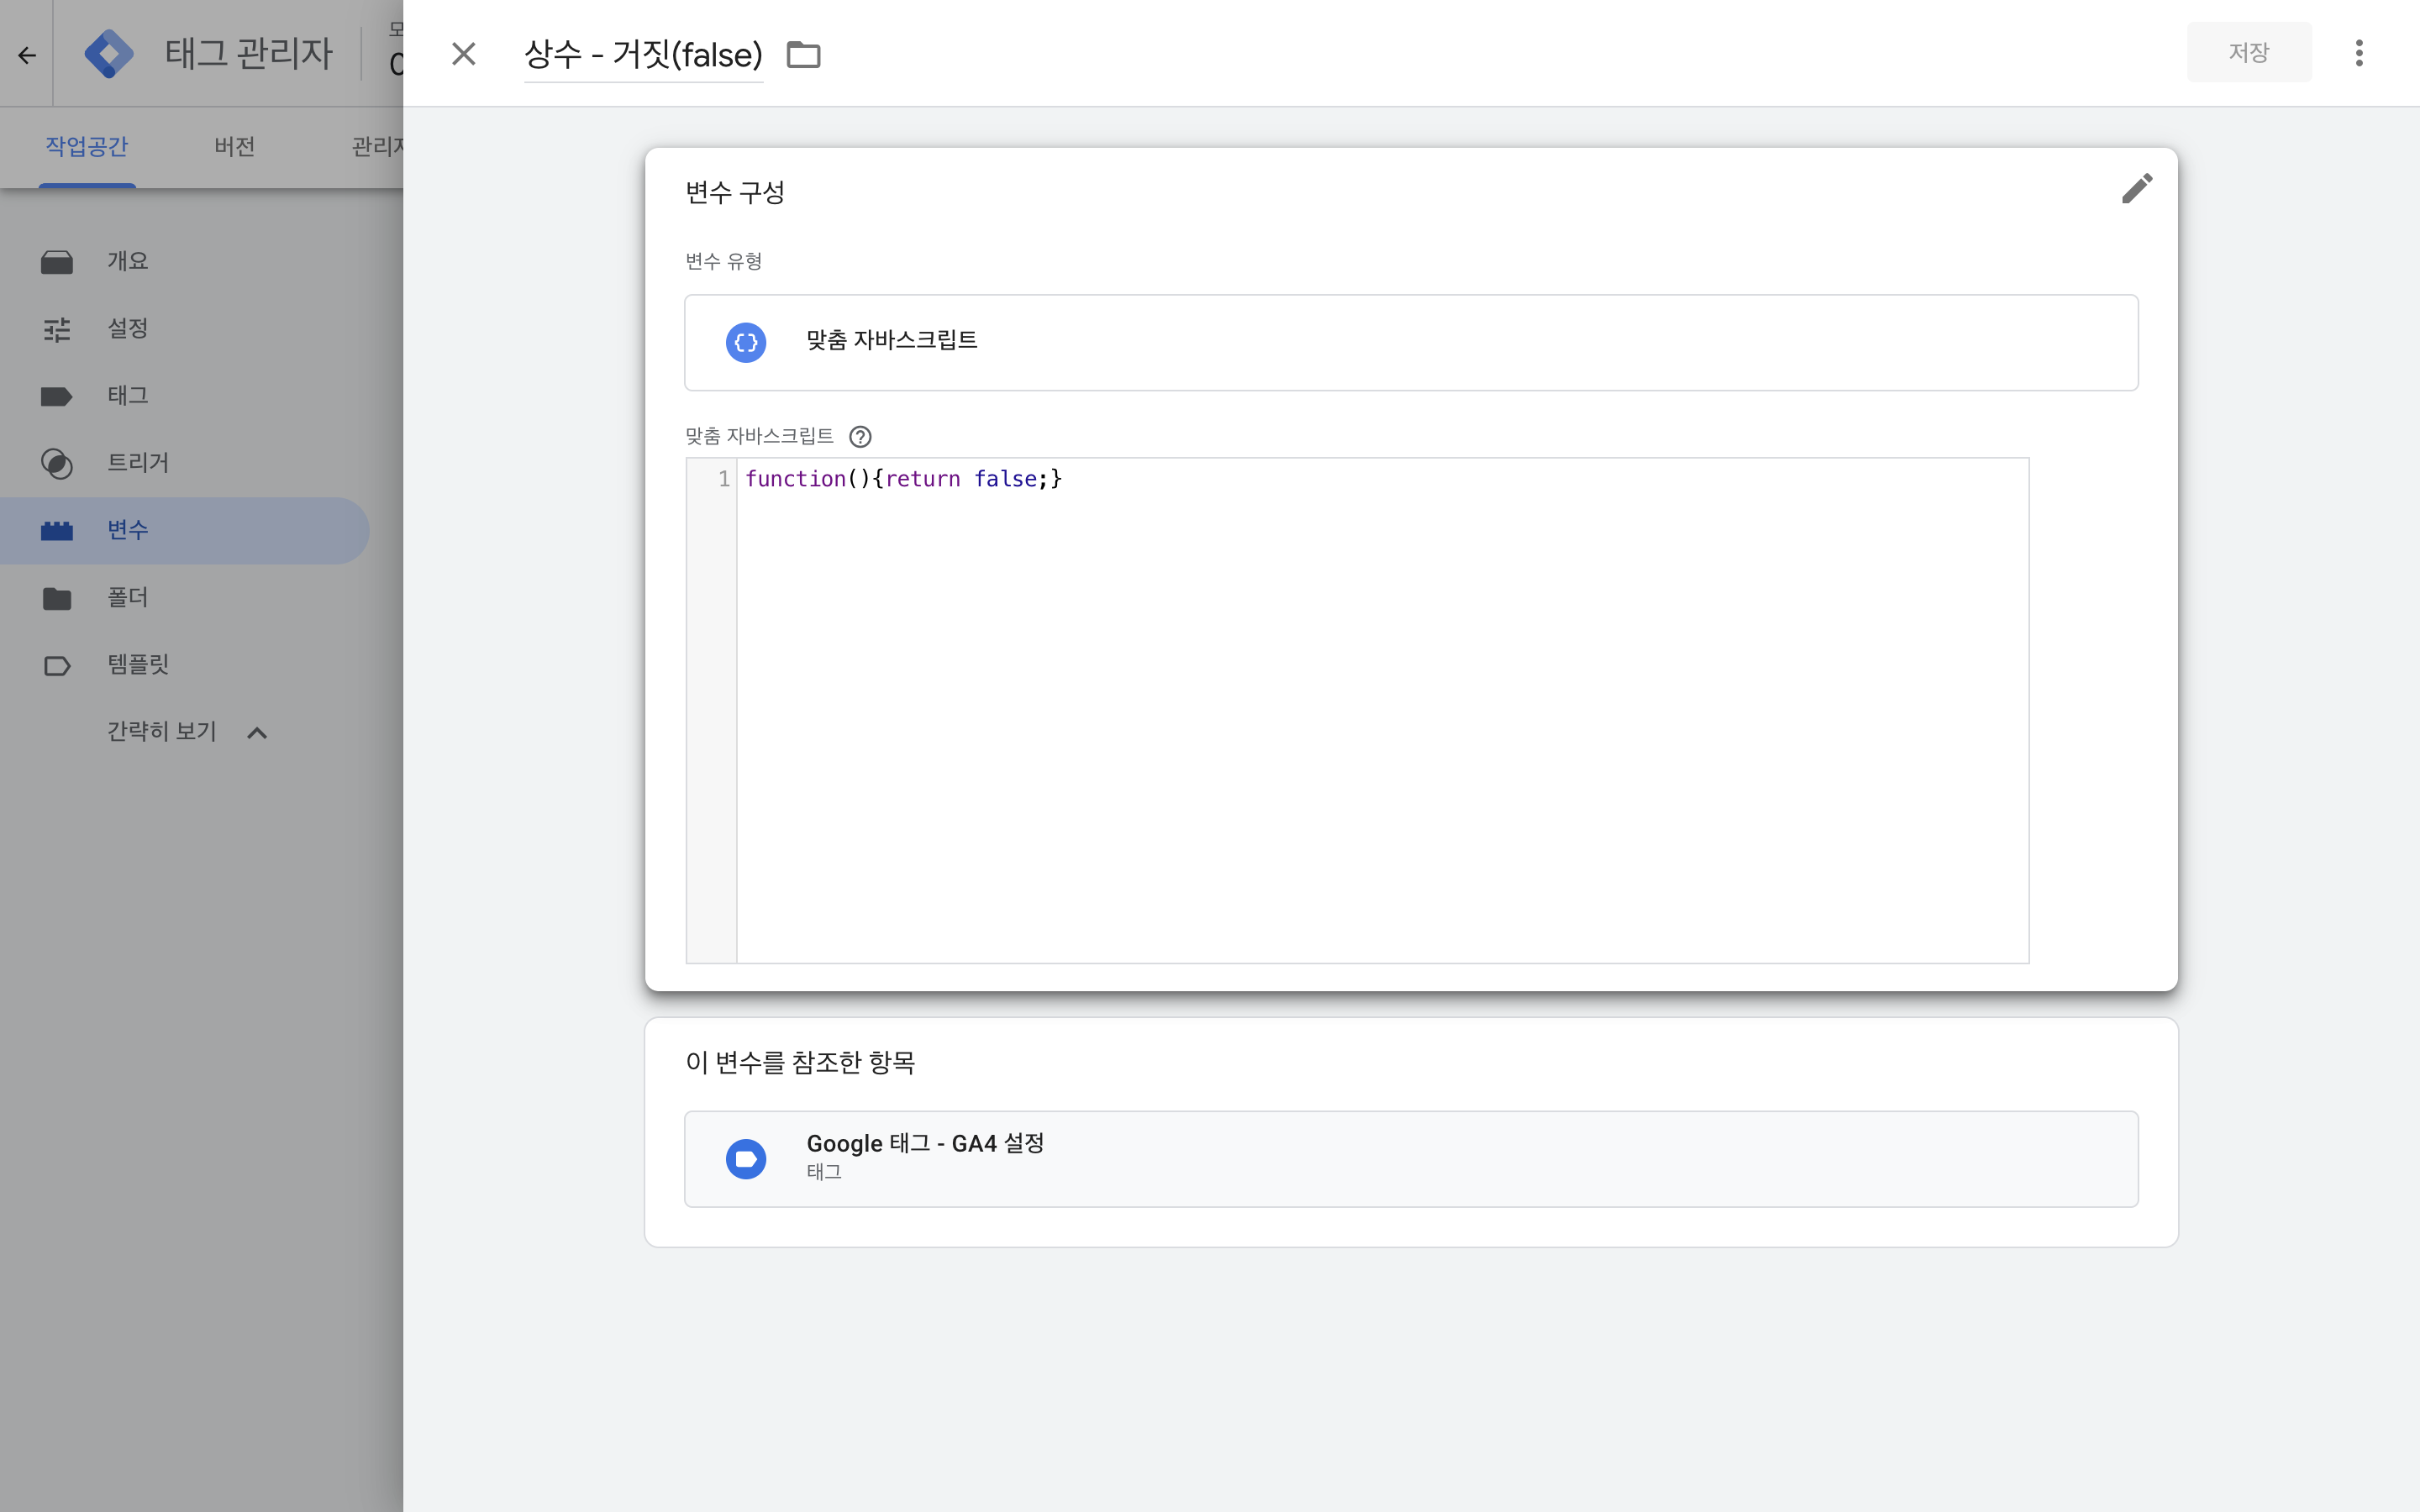 태그 관리자
상수 - 거짓(false)
저장
작업공간
버전
변수 구성
변수 유형
맞춤 자바스크립트
맞춤 자바스크립트
1 function(){return false;}
개요
설정
태그
트리거
변수
폴더
템플릿
간략히 보기
이 변수를 참조한 항목
Google 태그 - GA4 설정
태그